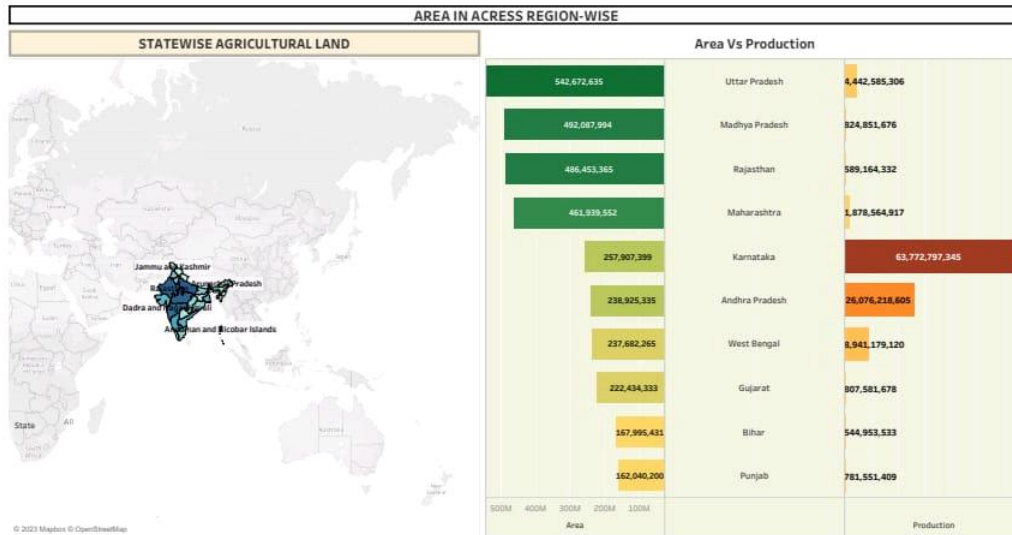 AREA IN ACRESS REGION-WISE
STATEWISE AGRICULTURAL LAND
Area Vs Production
Jammu and Kashmir
Andaman and Nicobar Islands
State
All
© 2023 Mapbox © OpenStreetMap
542,672,635 Uttar Pradesh 4,442,585,306
492,087,994 Madhya Pradesh 824,851,676
486,453,365 Rajasthan 589,164,332
461,939,552 Maharashtra 1,878,564,917
257,907,399 Karnataka 63,772,797,345
238,925,335 Andhra Pradesh 26,076,218,605
237,682,265 West Bengal 8,941,179,120
222,434,333 Gujarat 807,581,678
167,995,431 Bihar 544,953,533
162,040,200 Punjab 781,551,409
500M 400M 300M 200M 100M
Area Production